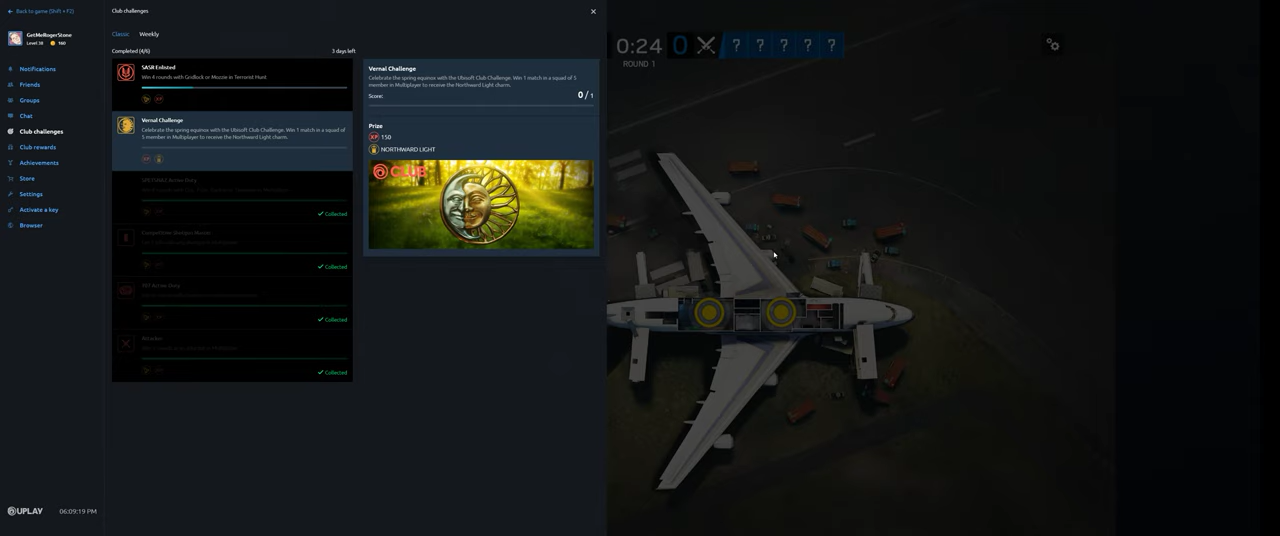 Back to game (Shift + F2)
GetMeRogerStone
Level 38 160
Notifications
Friends
Groups
Chat
Club challenges
Club rewards
Achievements
Store
Settings
Activate a key
Browser
UPLAY 06:09:19 PM
Club challenges
Classic Weekly
Completed (4/6) 3 days left
SASR Enlisted
Win 4 rounds with Gridlock or Mozzie in Terrorist Hunt
XP
Vernal Challenge
Celebrate the spring equinox with the Ubisoft Club Challenge. Win 1 match in a squad of 5
member in Multiplayer to receive the Northward Light charm.
XP
Collected
Collected
Active Duty
Collected
Attacker
Collected
Vernal Challenge
Celebrate the spring equinox with the Ubisoft Club Challenge. Win 1 match in a squad of 5
member in Multiplayer to receive the Northward Light charm.
Score: 0 / 1
Prize
XP 150
NORTHWARD LIGHT
CLUB
0:24 0 ? ? ? ? ?
ROUND 1